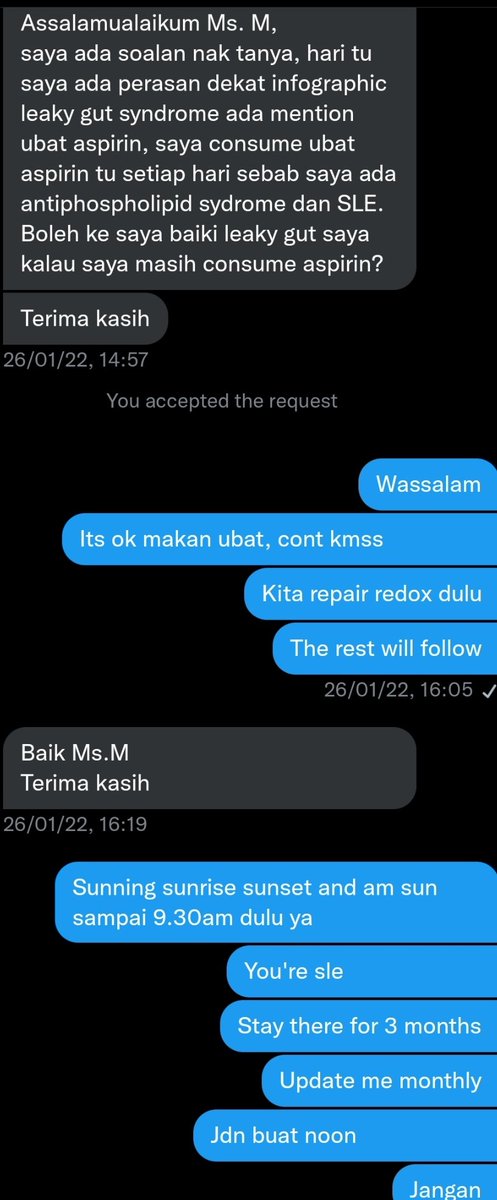 Assalamualaikum Ms. M,
saya ada soalan nak tanya, hari tu
saya ada perasan dekat infographic
leaky gut syndrome ada mention
ubat aspirin, saya consume ubat
aspirin tu setiap hari sebab saya ada
antiphospholipid sydrome dan SLE.
Boleh ke saya baiki leaky gut saya
kalau saya masih consume aspirin?
Terima kasih
26/01/22, 14:57
You accepted the request
Wassalam
Its ok makan ubat, cont kmss
Kita repair redox dulu
The rest will follow
26/01/22, 16:05 ✓
Baik Ms.M
Terima kasih
26/01/22, 16:19
Sunning sunrise sunset and am sun
sampai 9.30am dulu ya
You're sle
Stay there for 3 months
Update me monthly
Jdn buat noon
Jangan